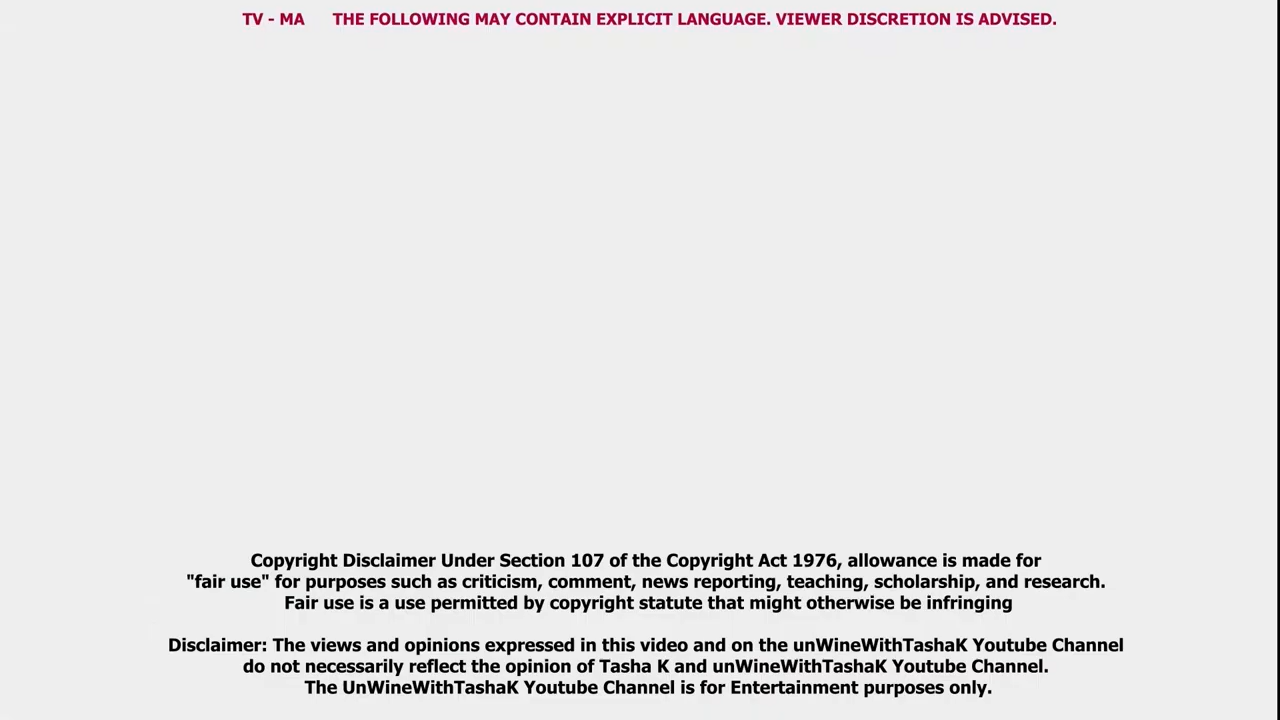 TV - MA THE FOLLOWING MAY CONTAIN EXPLICIT LANGUAGE. VIEWER DISCRETION IS ADVISED.
Copyright Disclaimer Under Section 107 of the Copyright Act 1976, allowance is made for
"fair use" for purposes such as criticism, comment, news reporting, teaching, scholarship, and research.
Fair use is a use permitted by copyright statute that might otherwise be infringing
Disclaimer: The views and opinions expressed in this video and on the unWineWithTashaK Youtube Channel
do not necessarily reflect the opinion of Tasha K and unWineWithTashaK Youtube Channel.
The UnWineWithTashaK Youtube Channel is for Entertainment purposes only.